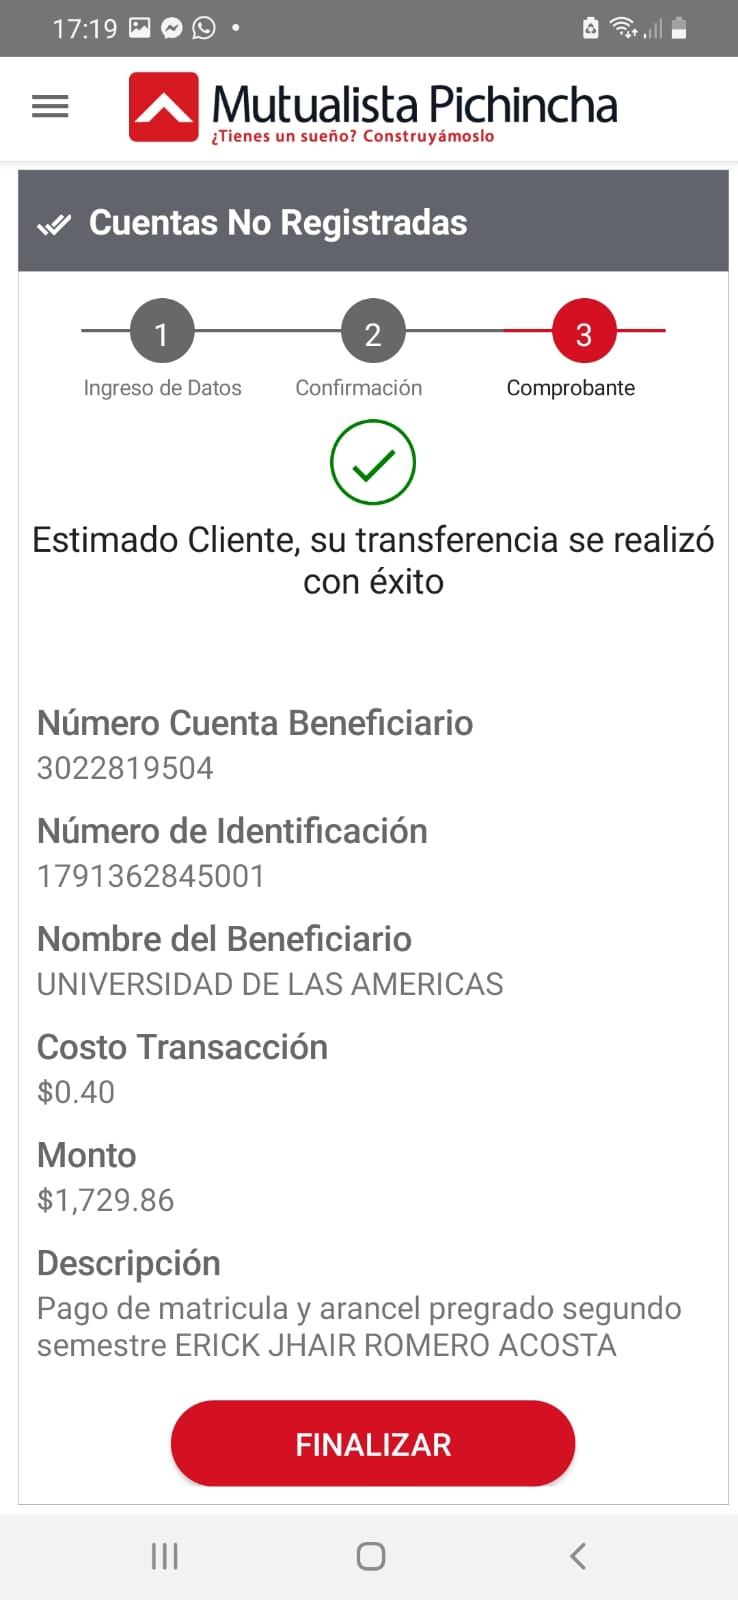 17:19
Mutualista Pichincha
¿Tienes un sueño? Construyámoslo
Cuentas No Registradas
1 2 3
Ingreso de Datos Confirmación Comprobante
Estimado Cliente, su transferencia se realizó
con éxito
Número Cuenta Beneficiario
3022819504
Número de Identificación
1791362845001
Nombre del Beneficiario
UNIVERSIDAD DE LAS AMERICAS
Costo Transacción
$0.40
Monto
$1,729.86
Descripción
Pago de matricula y arancel pregrado segundo
semestre ERICK JHAIR ROMERO ACOSTA
FINALIZAR